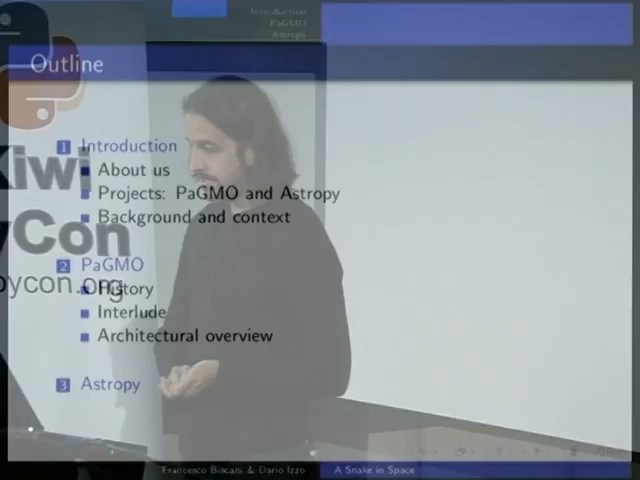 Introduction
PaGMO
Astropy
Outline
1 Introduction
About us
Projects: PaGMO and Astropy
Background and context
2 PaGMO
History
Interlude
Architectural overview
3 Astropy
Kiwi
yCon
pycon.org
Francesco Biscani & Dario Izzo
A Snake in Space